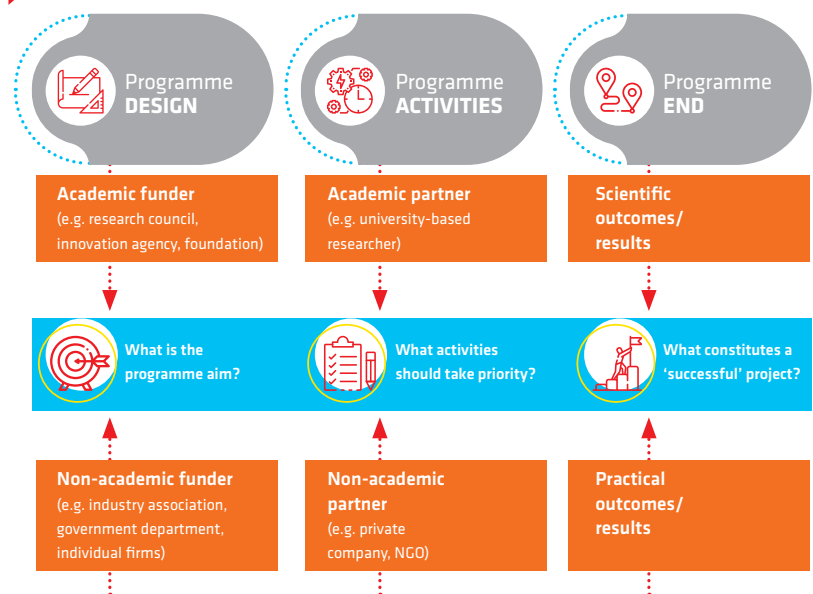 Programme
DESIGN
Programme
ACTIVITIES
Programme
END
Academic funder
(e.g. research council,
innovation agency, foundation)
Academic partner
(e.g. university-based
researcher)
Scientific
outcomes/
results
What is the
programme aim?
What activities
should take priority?
What constitutes a
‘successful’ project?
Non-academic funder
(e.g. industry association,
government department,
individual firms)
Non-academic
partner
(e.g. private
company, NGO)
Practical
outcomes/
results